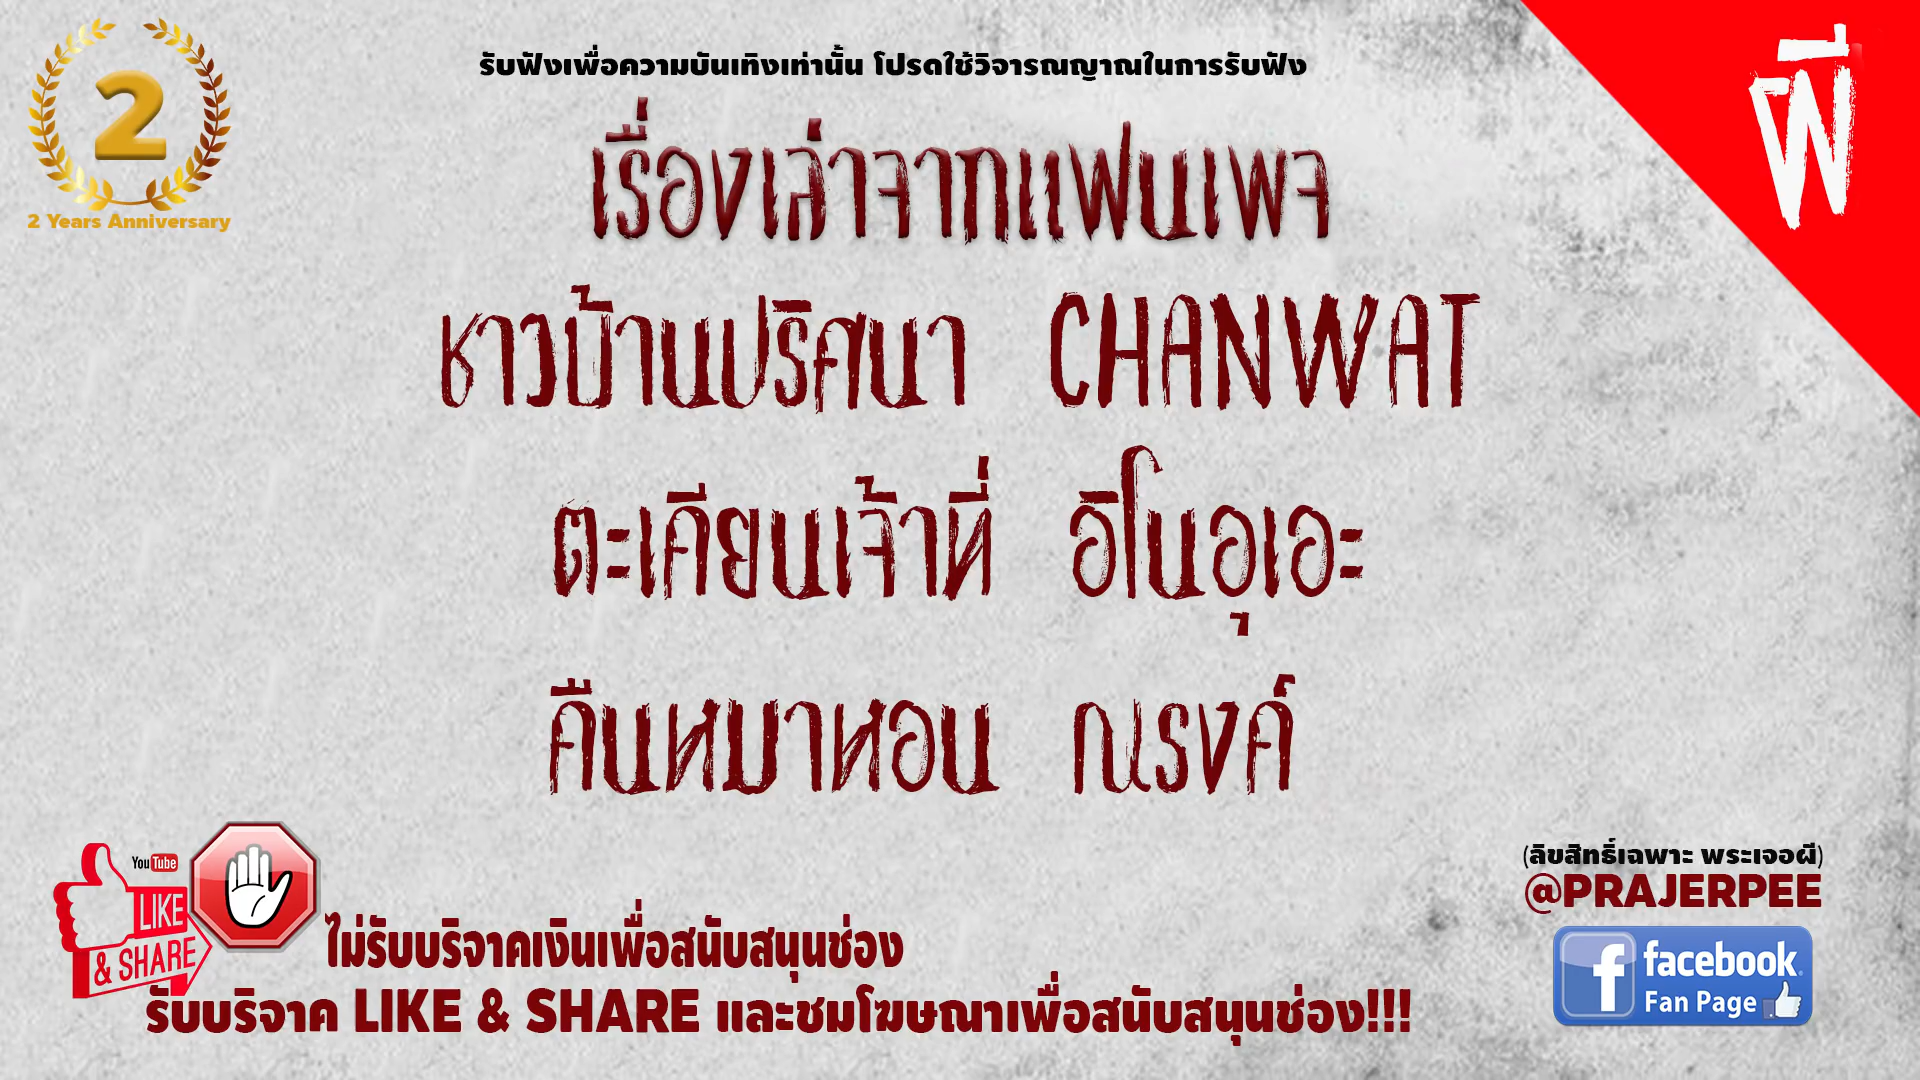 รับฟังเพื่อความบันเทิงเท่านั้น โปรดใช้วิจารณญาณในการรับฟัง
ผี
2
2 Years Anniversary
เรื่องเล่าจากแฟนเพจ
ชาวบ้านปริศนา CHANWAT
ตะเคียนเจ้าที่ อิโนอุเอะ
คืนหมาหอน ณรงค์
YouTube
LIKE
& SHARE
ไม่รับบริจาคเงินเพื่อสนับสนุนช่อง
รับบริจาค LIKE & SHARE และชมโฆษณาเพื่อสนับสนุนช่อง!!!
(ลิขสิทธิ์เฉพาะ พระเจอผี)
@PRAJERPEE
f facebook
Fan Page